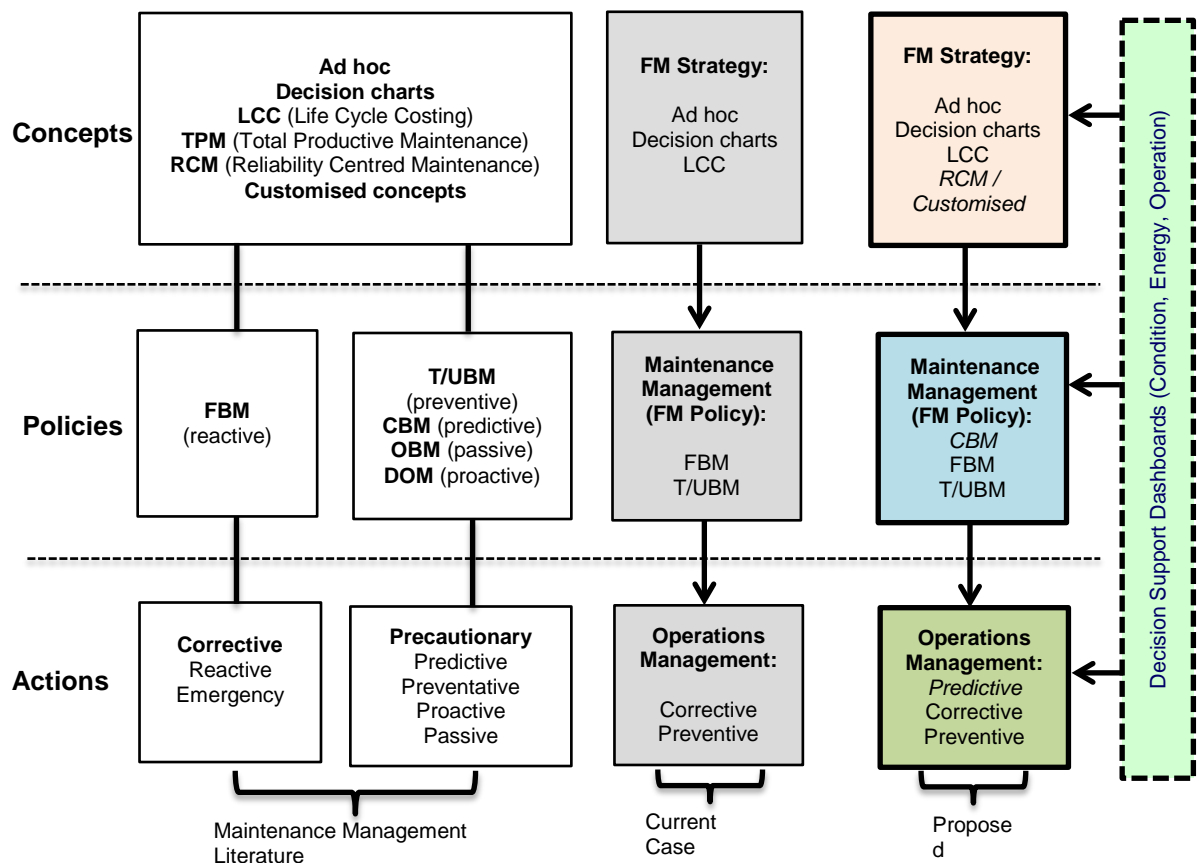 Concepts
Ad hoc
Decision charts
LCC (Life Cycle Costing)
TPM (Total Productive Maintenance)
RCM (Reliability Centred Maintenance)
Customised concepts
FM Strategy:
Ad hoc
Decision charts
LCC
FM Strategy:
Ad hoc
Decision charts
LCC
RCM /
Customised
Policies
FBM
(reactive)
T/UBM
(preventive)
CBM (predictive)
OBM (passive)
DOM (proactive)
Maintenance
Management
(FM Policy):
FBM
T/UBM
Maintenance
Management
(FM Policy):
CBM
FBM
T/UBM
Actions
Corrective
Reactive
Emergency
Precautionary
Predictive
Preventative
Proactive
Passive
Operations
Management:
Corrective
Preventive
Operations
Management:
Predictive
Corrective
Preventive
Decision Support Dashboards (Condition, Energy, Operation)
Maintenance Management
Literature
Current
Case
Propose
d